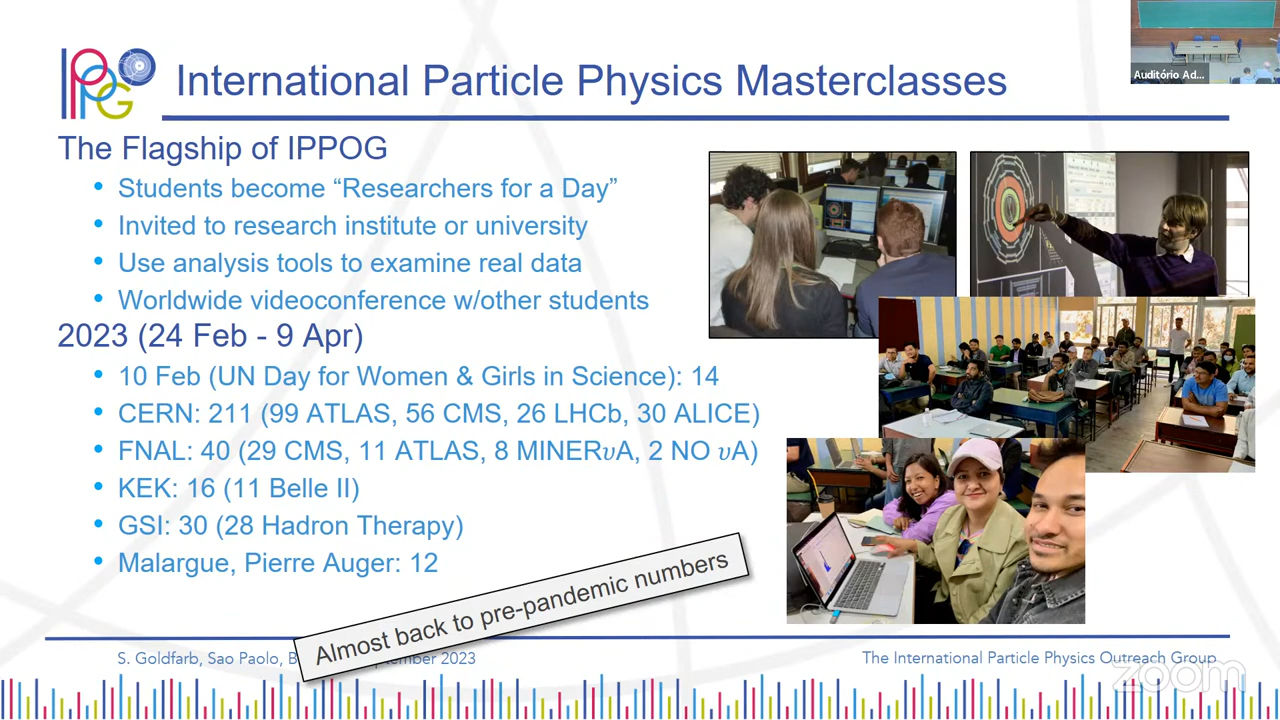 IPPOG
International Particle Physics Masterclasses
Auditório Ad...
The Flagship of IPPOG
• Students become “Researchers for a Day”
• Invited to research institute or university
• Use analysis tools to examine real data
• Worldwide videoconference w/other students
2023 (24 Feb - 9 Apr)
• 10 Feb (UN Day for Women & Girls in Science): 14
• CERN: 211 (99 ATLAS, 56 CMS, 26 LHCb, 30 ALICE)
• FNAL: 40 (29 CMS, 11 ATLAS, 8 MINERυA, 2 NO υA)
• KEK: 16 (11 Belle II)
• GSI: 30 (28 Hadron Therapy)
• Malargue, Pierre Auger: 12
Almost back to pre-pandemic numbers
S. Goldfarb, Sao Paolo, B 2023
The International Particle Physics Outreach Group
zoom